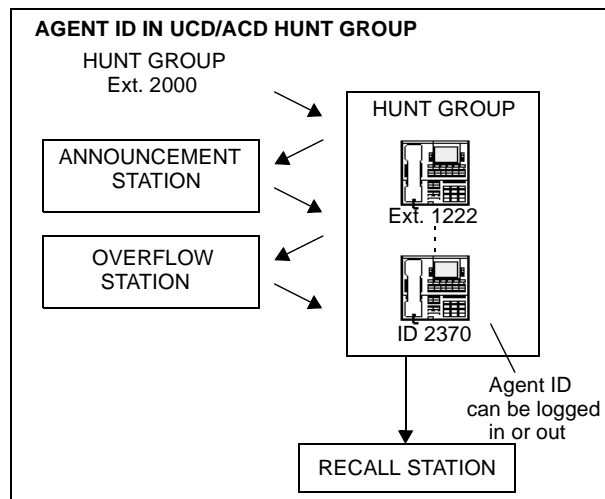 AGENT ID IN UCD/ACD HUNT GROUP
HUNT GROUP
Ext. 2000
HUNT GROUP
ANNOUNCEMENT
STATION
Ext. 1222
OVERFLOW
STATION
ID 2370
Agent ID
can be logged
in or out
RECALL STATION